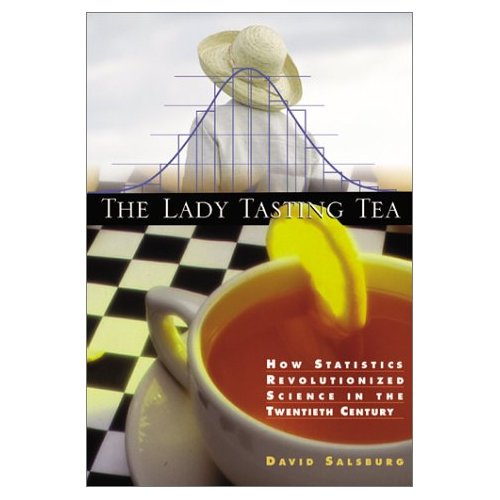 THE LADY TASTING TEA
HOW STATISTICS
REVOLUTIONIZED
SCIENCE IN THE
TWENTIETH CENTURY
DAVID SALSBURG